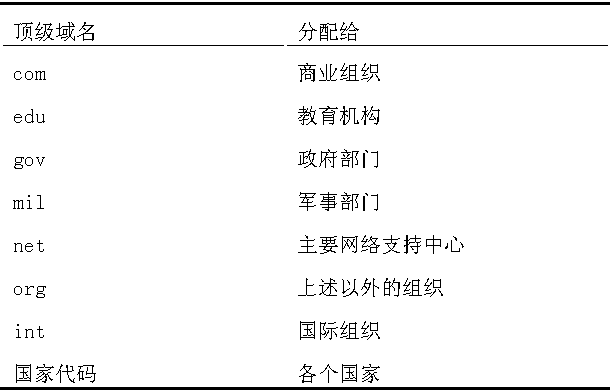 顶级域名 分配给
com 商业组织
edu 教育机构
gov 政府部门
mil 军事部门
net 主要网络支持中心
org 上述以外的组织
int 国际组织
国家代码 各个国家